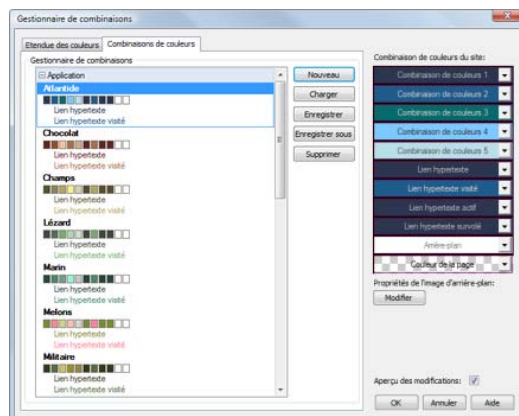 Gestionnaire de combinaisons
Etendue des couleurs
Combinaisons de couleurs
Gestionnaire de combinaisons
Application
Atlantide
Lien hypertexte
Lien hypertexte visité
Chocolat
Lien hypertexte
Lien hypertexte visité
Champs
Lien hypertexte
Lien hypertexte visité
Lézard
Lien hypertexte
Lien hypertexte visité
Marin
Lien hypertexte
Lien hypertexte visité
Melons
Lien hypertexte
Lien hypertexte visité
Militaire
Lien hypertexte
Lien hypertexte visité
Nouveau
Charger
Enregistrer
Enregistrer sous
Supprimer
Combinaison de couleurs du site:
Combinaison de couleurs 1
Combinaison de couleurs 2
Combinaison de couleurs 3
Combinaison de couleurs 4
Combinaison de couleurs 5
Lien hypertexte
Lien hypertexte visité
Lien hypertexte actif
Lien hypertexte survolé
Arrière-plan
Couleur de la page
Propriétés de l'image d'arrière-plan:
Modifier
Aperçu des modifications:
OK
Annuler
Aide